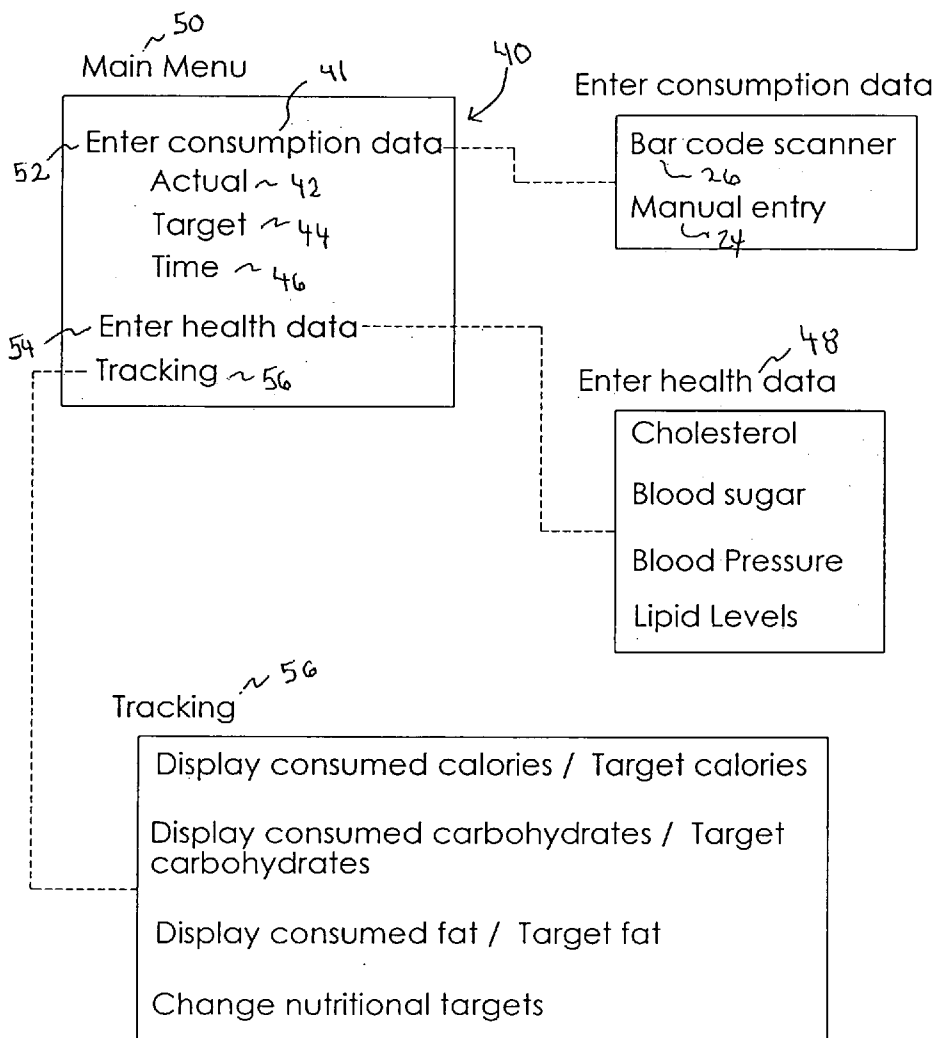 50
Main Menu
41
40
52 Enter consumption data
Actual ~ 42
Target ~ 44
Time ~ 46
54 Enter health data
Tracking ~ 56
Enter consumption data
Bar code scanner
26
Manual entry
24
48
Enter health data
Cholesterol
Blood sugar
Blood Pressure
Lipid Levels
56
Tracking
Display consumed calories / Target calories
Display consumed carbohydrates / Target
carbohydrates
Display consumed fat / Target fat
Change nutritional targets